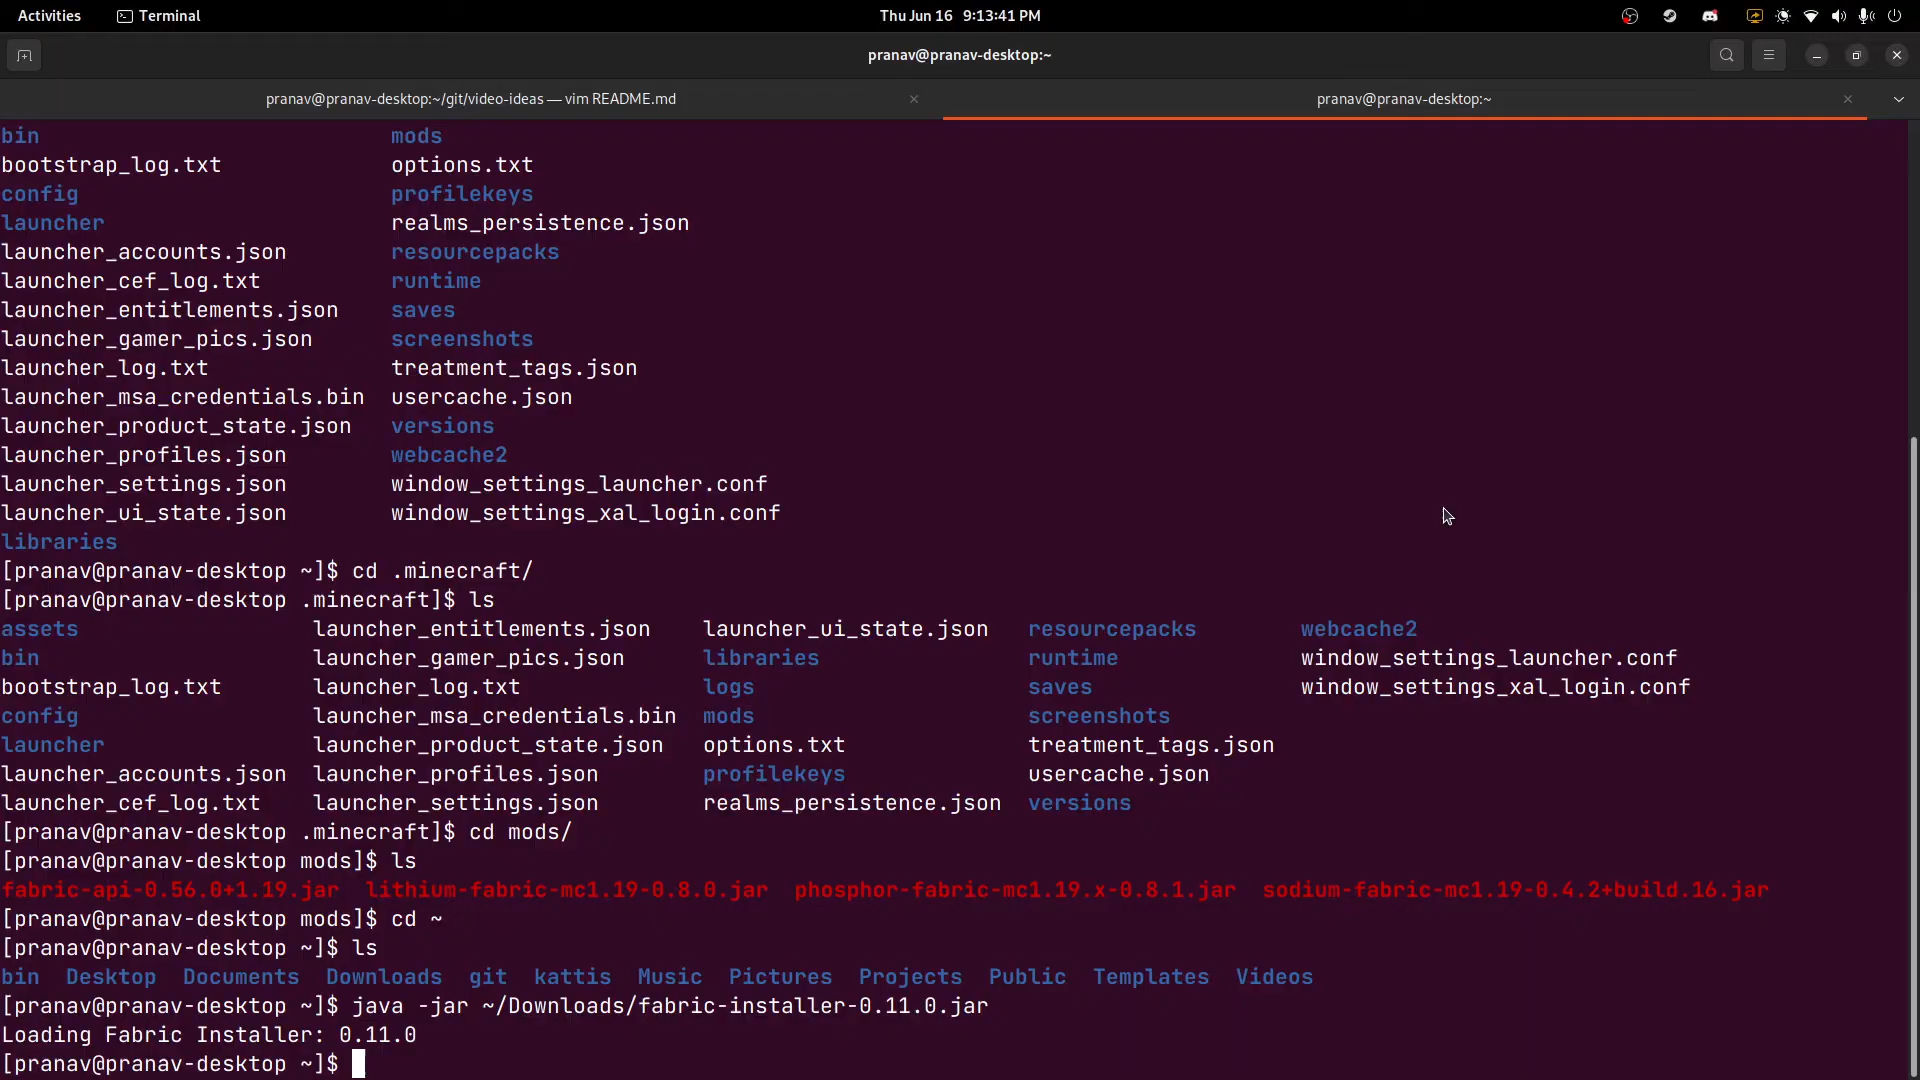 Activities Terminal Thu Jun 16 9:13:41 PM
pranav@pranav-desktop:~
pranav@pranav-desktop:~/git/video-ideas — vim README.md pranav@pranav-desktop:~
bin mods
bootstrap_log.txt options.txt
config profilekeys
launcher realms_persistence.json
launcher_accounts.json resourcepacks
launcher_cef_log.txt runtime
launcher_entitlements.json saves
launcher_gamer_pics.json screenshots
launcher_log.txt treatment_tags.json
launcher_msa_credentials.bin usercache.json
launcher_product_state.json versions
launcher_profiles.json webcache2
launcher_settings.json window_settings_launcher.conf
launcher_ui_state.json window_settings_xal_login.conf
libraries
[pranav@pranav-desktop ~]$ cd .minecraft/
[pranav@pranav-desktop .minecraft]$ ls
assets launcher_entitlements.json launcher_ui_state.json resourcepacks webcache2
bin launcher_gamer_pics.json libraries runtime window_settings_launcher.conf
bootstrap_log.txt launcher_log.txt logs saves window_settings_xal_login.conf
config launcher_msa_credentials.bin mods screenshots
launcher launcher_product_state.json options.txt treatment_tags.json
launcher_accounts.json launcher_profiles.json profilekeys usercache.json
launcher_cef_log.txt launcher_settings.json realms_persistence.json versions
[pranav@pranav-desktop .minecraft]$ cd mods/
[pranav@pranav-desktop mods]$ ls
fabric-api-0.56.0+1.19.jar lithium-fabric-mc1.19-0.8.0.jar phosphor-fabric-mc1.19.x-0.8.1.jar sodium-fabric-mc1.19-0.4.2+build.16.jar
[pranav@pranav-desktop mods]$ cd ~
[pranav@pranav-desktop ~]$ ls
bin Desktop Documents Downloads git kattis Music Pictures Projects Public Templates Videos
[pranav@pranav-desktop ~]$ java -jar ~/Downloads/fabric-installer-0.11.0.jar
Loading Fabric Installer: 0.11.0
[pranav@pranav-desktop ~]$